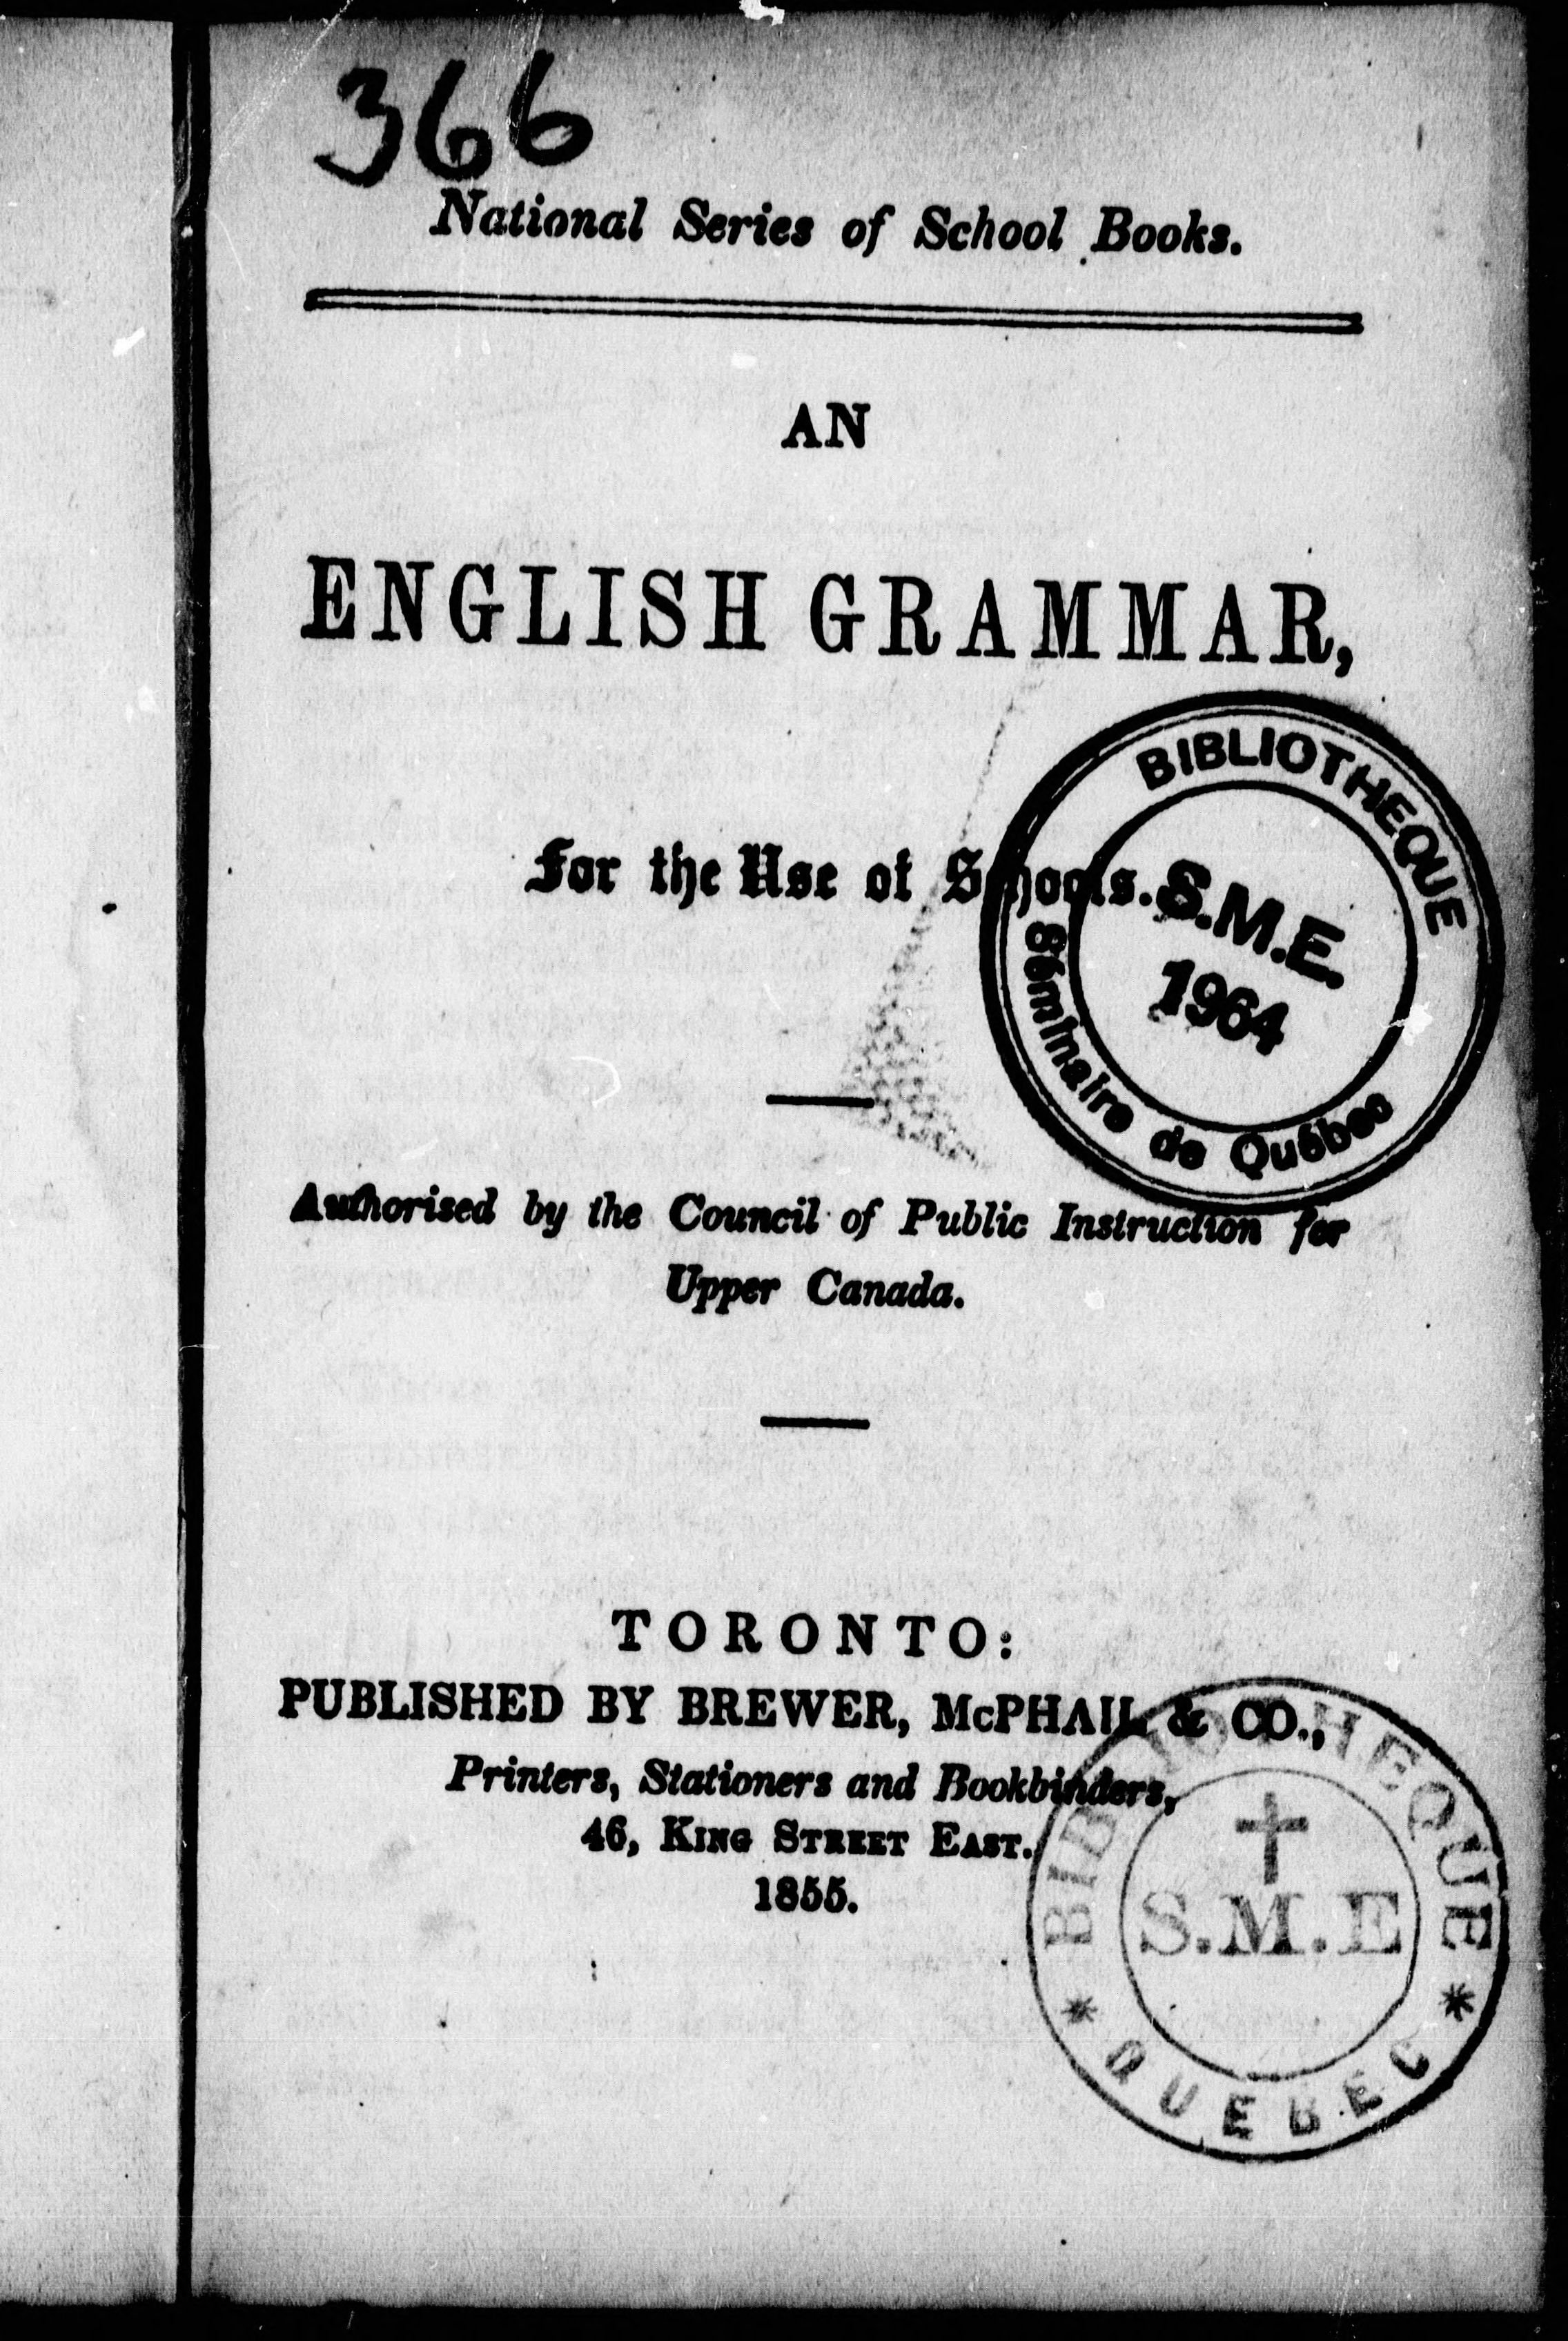 366
National Series of School Books.
AN
ENGLISH GRAMMAR,
For the Use of Schools.
BIBLIOTHEQUE
S.M.E.
1964
Séminaire de Québec
Authorised by the Council of Public Instruction for
Upper Canada.
TORONTO:
PUBLISHED BY BREWER, McPHAIL & CO.,
Printers, Stationers and Bookbinders,
46, KING STREET EAST.
1855.
BIBLIOTHEQUE
S.M.E
* QUEBEC *